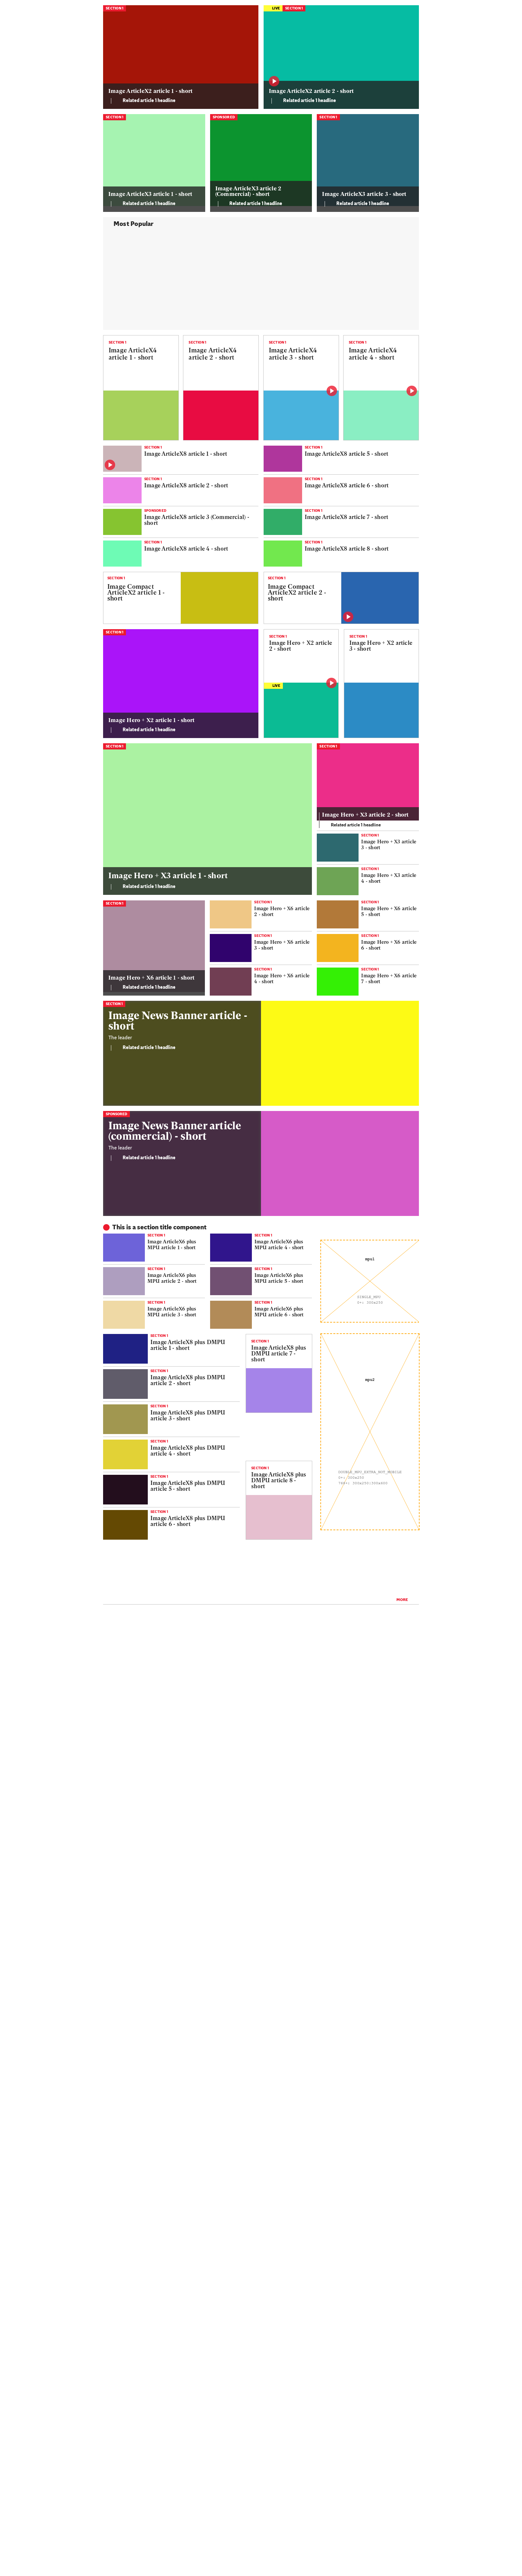 SECTION 1
Image ArticleX2 article 1 - short
Related article 1 headline
LIVE
SECTION 1
Image ArticleX2 article 2 - short
Related article 1 headline
SECTION 1
Image ArticleX3 article 1 - short
Related article 1 headline
SPONSORED
Image ArticleX3 article 2
(Commercial) - short
Related article 1 headline
SECTION 1
Image ArticleX3 article 3 - short
Related article 1 headline
Most Popular
SECTION 1
Image ArticleX4
article 1 - short
SECTION 1
Image ArticleX4
article 2 - short
SECTION 1
Image ArticleX4
article 3 - short
SECTION 1
Image ArticleX4
article 4 - short
SECTION 1
Image ArticleX8 article 1 - short
SECTION 1
Image ArticleX8 article 5 - short
SECTION 1
Image ArticleX8 article 2 - short
SECTION 1
Image ArticleX8 article 6 - short
SPONSORED
Image ArticleX8 article 3 (Commercial) -
short
SECTION 1
Image ArticleX8 article 7 - short
SECTION 1
Image ArticleX8 article 4 - short
SECTION 1
Image ArticleX8 article 8 - short
SECTION 1
Image Compact
ArticleX2 article 1 -
short
SECTION 1
Image Compact
ArticleX2 article 2 -
short
SECTION 1
Image Hero + X2 article 1 - short
Related article 1 headline
SECTION 1
Image Hero + X2 article
2 - short
LIVE
SECTION 1
Image Hero + X2 article
3 - short
SECTION 1
Image Hero + X3 article 1 - short
Related article 1 headline
SECTION 1
Image Hero + X3 article 2 - short
Related article 1 headline
SECTION 1
Image Hero + X3 article
3 - short
SECTION 1
Image Hero + X3 article
4 - short
SECTION 1
Image Hero + X6 article 1 - short
Related article 1 headline
SECTION 1
Image Hero + X6 article
2 - short
SECTION 1
Image Hero + X6 article
3 - short
SECTION 1
Image Hero + X6 article
4 - short
SECTION 1
Image Hero + X6 article
5 - short
SECTION 1
Image Hero + X6 article
6 - short
SECTION 1
Image Hero + X6 article
7 - short
SECTION 1
Image News Banner article -
short
The leader
Related article 1 headline
SPONSORED
Image News Banner article
(commercial) - short
The leader
Related article 1 headline
This is a section title component
SECTION 1
Image ArticleX6 plus
MPU article 1 - short
SECTION 1
Image ArticleX6 plus
MPU article 4 - short
SECTION 1
Image ArticleX6 plus
MPU article 2 - short
SECTION 1
Image ArticleX6 plus
MPU article 5 - short
SECTION 1
Image ArticleX6 plus
MPU article 3 - short
SECTION 1
Image ArticleX6 plus
MPU article 6 - short
mpu1
SINGLE_MPU
0+: 300x250
SECTION 1
Image ArticleX8 plus DMPU
article 1 - short
SECTION 1
Image ArticleX8 plus DMPU
article 2 - short
SECTION 1
Image ArticleX8 plus DMPU
article 3 - short
SECTION 1
Image ArticleX8 plus DMPU
article 4 - short
SECTION 1
Image ArticleX8 plus DMPU
article 5 - short
SECTION 1
Image ArticleX8 plus DMPU
article 6 - short
SECTION 1
Image ArticleX8 plus
DMPU article 7 -
short
SECTION 1
Image ArticleX8 plus
DMPU article 8 -
short
mpu2
DOUBLE_MPU_EXTRA_NOT_MOBILE
0+: 300x250
MORE